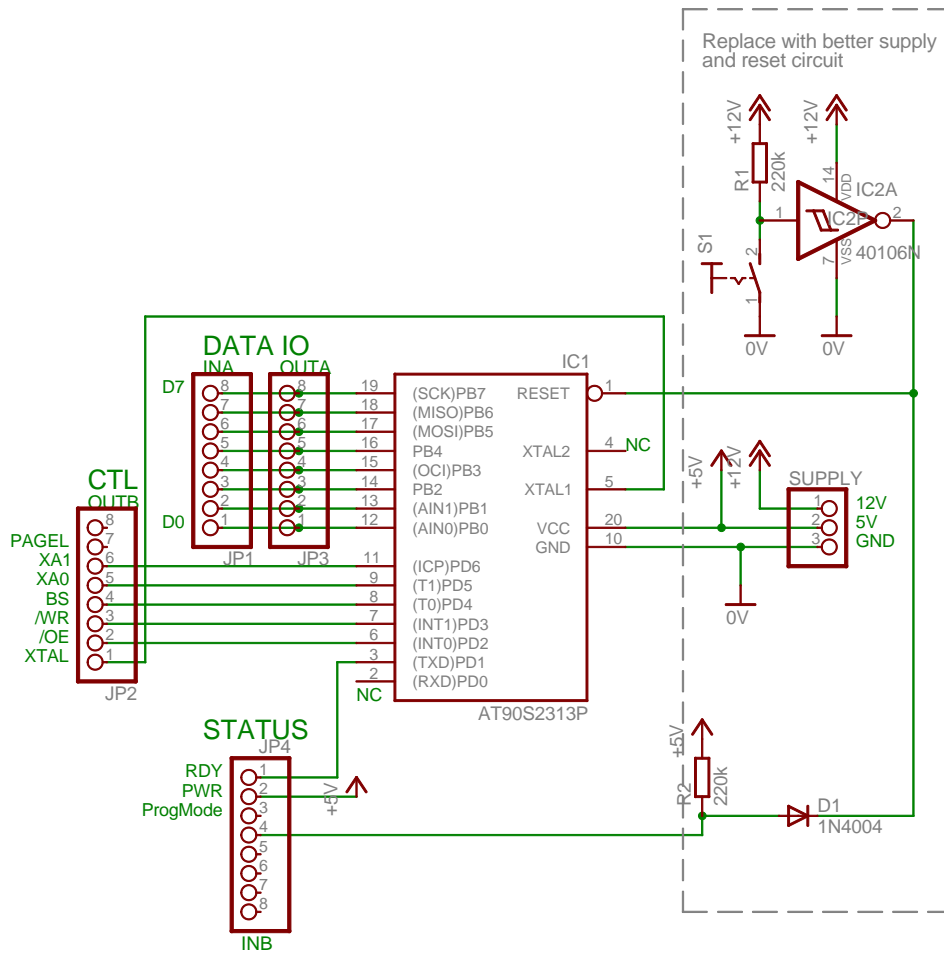 Replace with better supply
and reset circuit
+12V
+12V
R1
220k
14
VDD
IC2A
1
IC2P
2
S1
2
1
7
VSS
40106N
0V
0V
DATA IO
INA
OUTA
IC1
D7
8
8
19
(SCK)PB7
RESET
1
7
7
18
(MISO)PB6
6
6
17
(MOSI)PB5
5
5
16
PB4
XTAL2
4
NC
4
4
15
(OCI)PB3
3
3
14
PB2
XTAL1
5
2
2
13
(AIN1)PB1
D0
1
1
12
(AIN0)PB0
VCC
20
GND
10
JP1
JP3
+5V
+12V
SUPPLY
1
12V
2
5V
3
GND
0V
CTL
OUTB
8
PAGEL
7
XA1
6
11
(ICP)PD6
XA0
5
9
(T1)PD5
BS
4
8
(T0)PD4
/WR
3
7
(INT1)PD3
/OE
2
6
(INT0)PD2
XTAL
1
3
(TXD)PD1
2
(RXD)PD0
NC
JP2
AT90S2313P
STATUS
JP4
RDY
1
PWR
2
+5V
ProgMode
3
4
5
6
7
8
INB
+5V
R2
220k
D1
1N4004